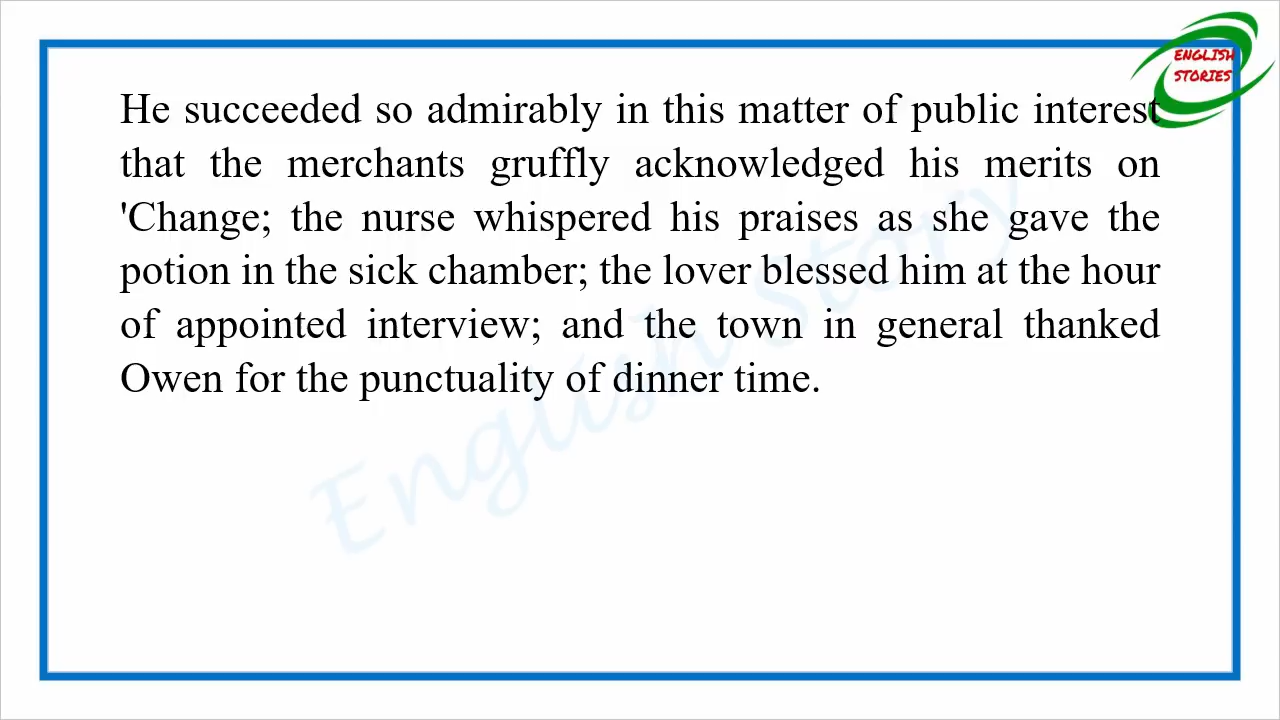 ENGLISH
STORIES
He succeeded so admirably in this matter of public interest
that the merchants gruffly acknowledged his merits on
'Change; the nurse whispered his praises as she gave the
potion in the sick chamber; the lover blessed him at the hour
of appointed interview; and the town in general thanked
Owen for the punctuality of dinner time.
English Story